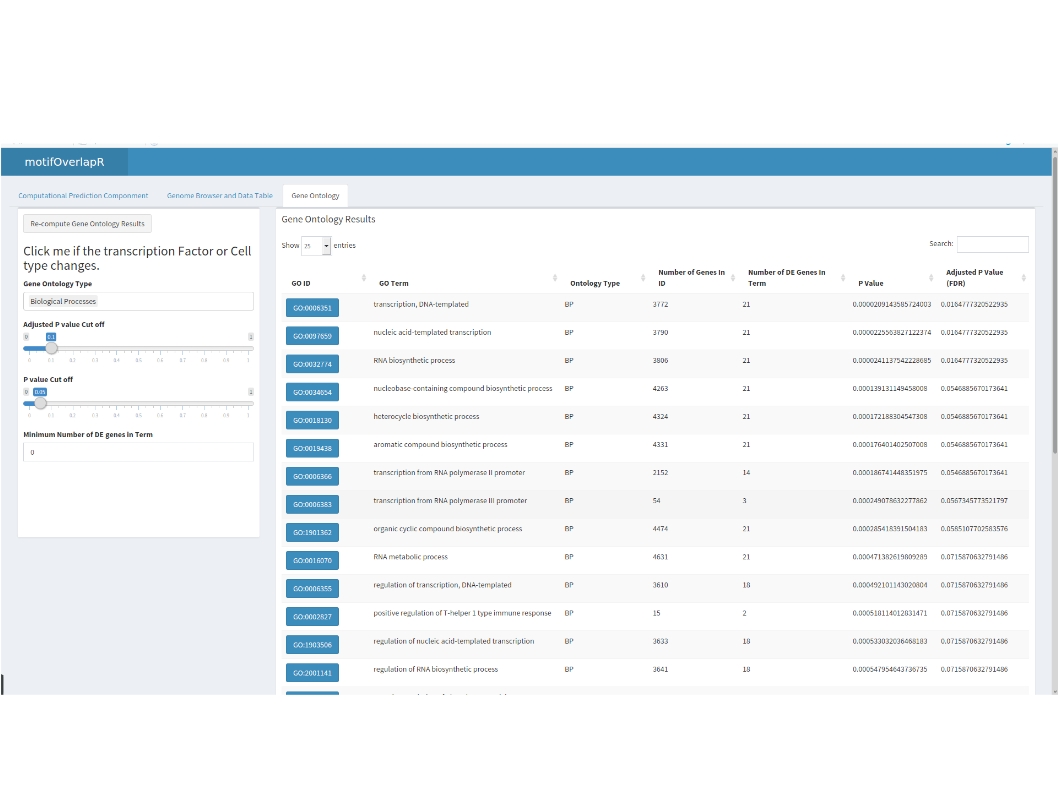 motifOverlapR
Computational Prediction Componment
Genome Browser and Data Table
Gene Ontology
Re-compute Gene Ontology Results
Click me if the transcription Factor or Cell
type changes.
Gene Ontology Type
Biological Processes
Adjusted P value Cut off
0 0.1 1
0 0.1 0.2 0.3 0.4 0.5 0.6 0.7 0.8 0.9 1
P value Cut off
0 0.05 1
0 0.1 0.2 0.3 0.4 0.5 0.6 0.7 0.8 0.9 1
Minimum Number of DE genes in Term
0
Gene Ontology Results
Show 25 entries
Search:
GO ID GO Term Ontology Type Number of Genes In ID Number of DE Genes In Term P Value Adjusted P Value (FDR)
GO:0006351 transcription, DNA-templated BP 3772 21 0.0000209143585724003 0.0164777320522935
GO:0097659 nucleic acid-templated transcription BP 3790 21 0.0000225563827122374 0.0164777320522935
GO:0032774 RNA biosynthetic process BP 3806 21 0.0000241137542228685 0.0164777320522935
GO:0034654 nucleobase-containing compound biosynthetic process BP 4263 21 0.000139131149458008 0.0546885670173641
GO:0018130 heterocycle biosynthetic process BP 4324 21 0.000172188304547308 0.0546885670173641
GO:0019438 aromatic compound biosynthetic process BP 4331 21 0.000176401402507008 0.0546885670173641
GO:0006366 transcription from RNA polymerase II promoter BP 2152 14 0.000186741448351975 0.0546885670173641
GO:0006383 transcription from RNA polymerase III promoter BP 54 3 0.000249078632277862 0.0567345773521797
GO:1901362 organic cyclic compound biosynthetic process BP 4474 21 0.000285418391504183 0.0585107702583576
GO:0016070 RNA metabolic process BP 4631 21 0.000471382619809289 0.0715870632791486
GO:0006355 regulation of transcription, DNA-templated BP 3610 18 0.000492101143020804 0.0715870632791486
GO:0002827 positive regulation of T-helper 1 type immune response BP 15 2 0.000518114012831471 0.0715870632791486
GO:1903506 regulation of nucleic acid-templated transcription BP 3633 18 0.000533032036468183 0.0715870632791486
GO:2001141 regulation of RNA biosynthetic process BP 3641 18 0.000547954643736735 0.0715870632791486